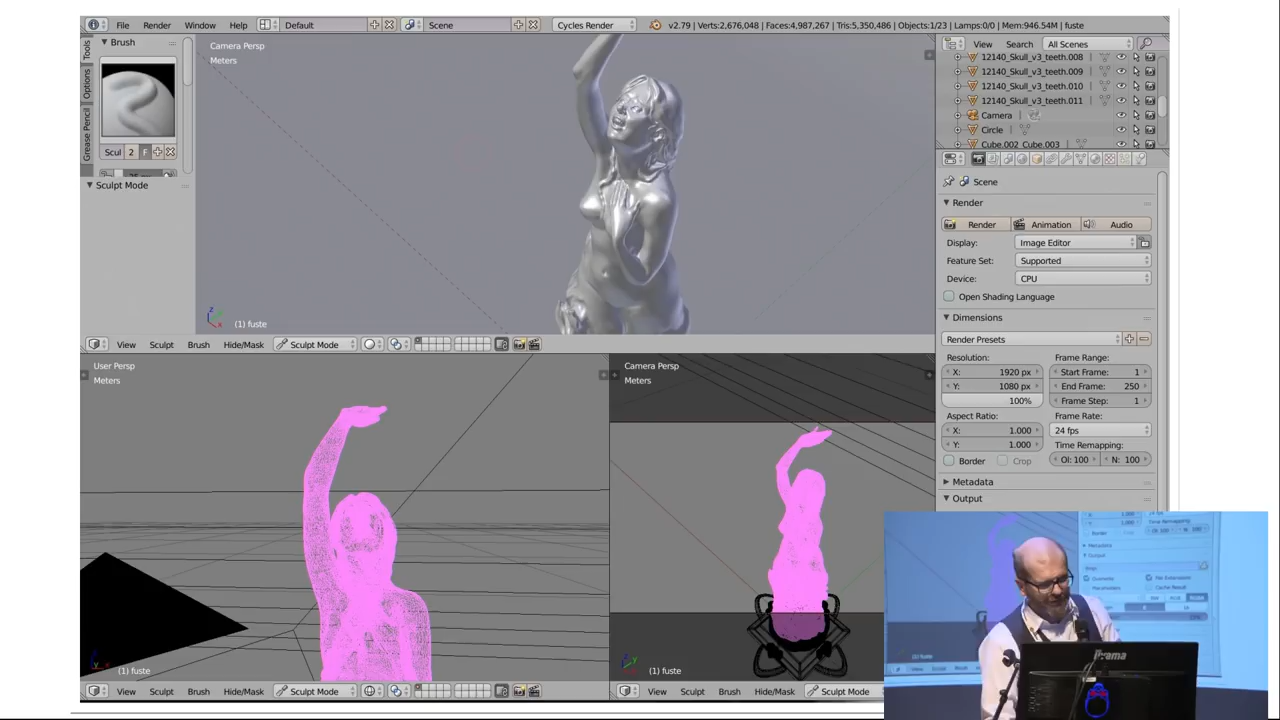 File Render Window Help Default Scene Cycles Render v2.79 | Verts:2,676,048 | Faces:4,987,267 | Tris:5,350,486 | Objects:1/23 | Lamps:0/0 | Mem:946.54M | fuste
Tools
Options
Grease Pencil
Brush
Scul 2 F
Sculpt Mode
Camera Persp
Meters
(1) fuste
View Sculpt Brush Hide/Mask Sculpt Mode
User Persp
Meters
(1) fuste
View Sculpt Brush Hide/Mask Sculpt Mode
Camera Persp
Meters
(1) fuste
View Sculpt Brush Hide/Mask Sculpt Mode
View Search All Scenes
12140_Skull_v3_teeth.008
12140_Skull_v3_teeth.009
12140_Skull_v3_teeth.010
12140_Skull_v3_teeth.011
Camera
Circle
Cube.002_Cube.003
Scene
Render
Render Animation Audio
Display: Image Editor
Feature Set: Supported
Device: CPU
Open Shading Language
Dimensions
Render Presets
Resolution: Frame Range:
X: 1920 px Start Frame: 1
Y: 1080 px End Frame: 250
100% Frame Step: 1
Aspect Ratio: Frame Rate:
X: 1.000 24 fps
Y: 1.000 Time Remapping:
Border Crop Ol: 100 N: 100
Metadata
Output
iiyama